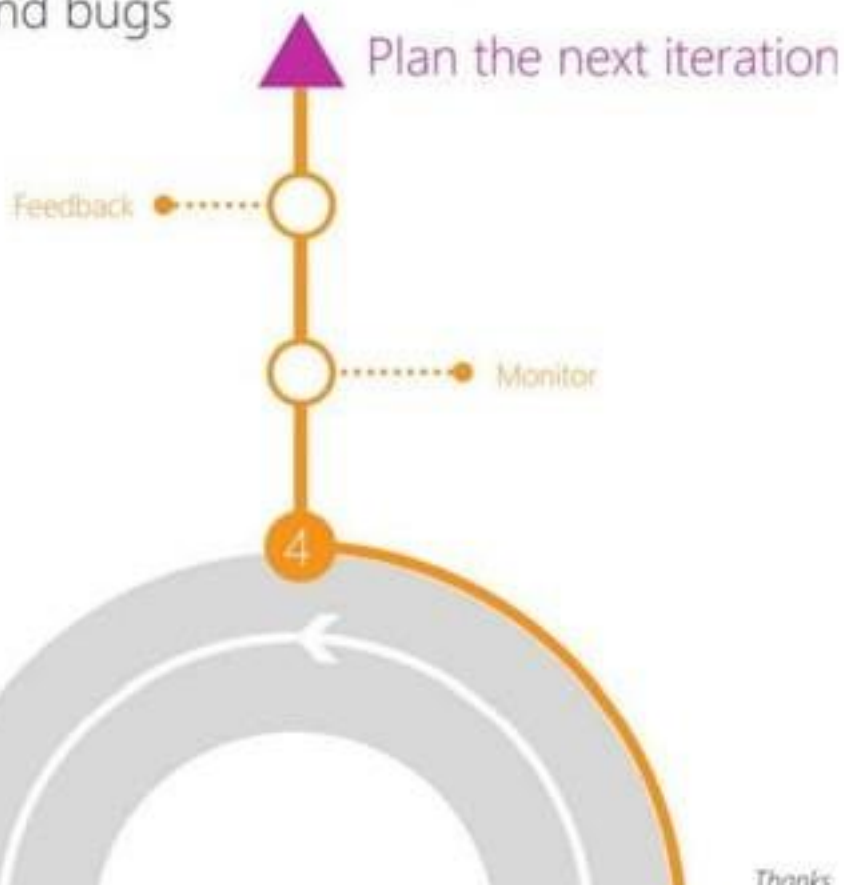 nd bugs
Plan the next iteration
Feedback
Monitor
4
Thanks